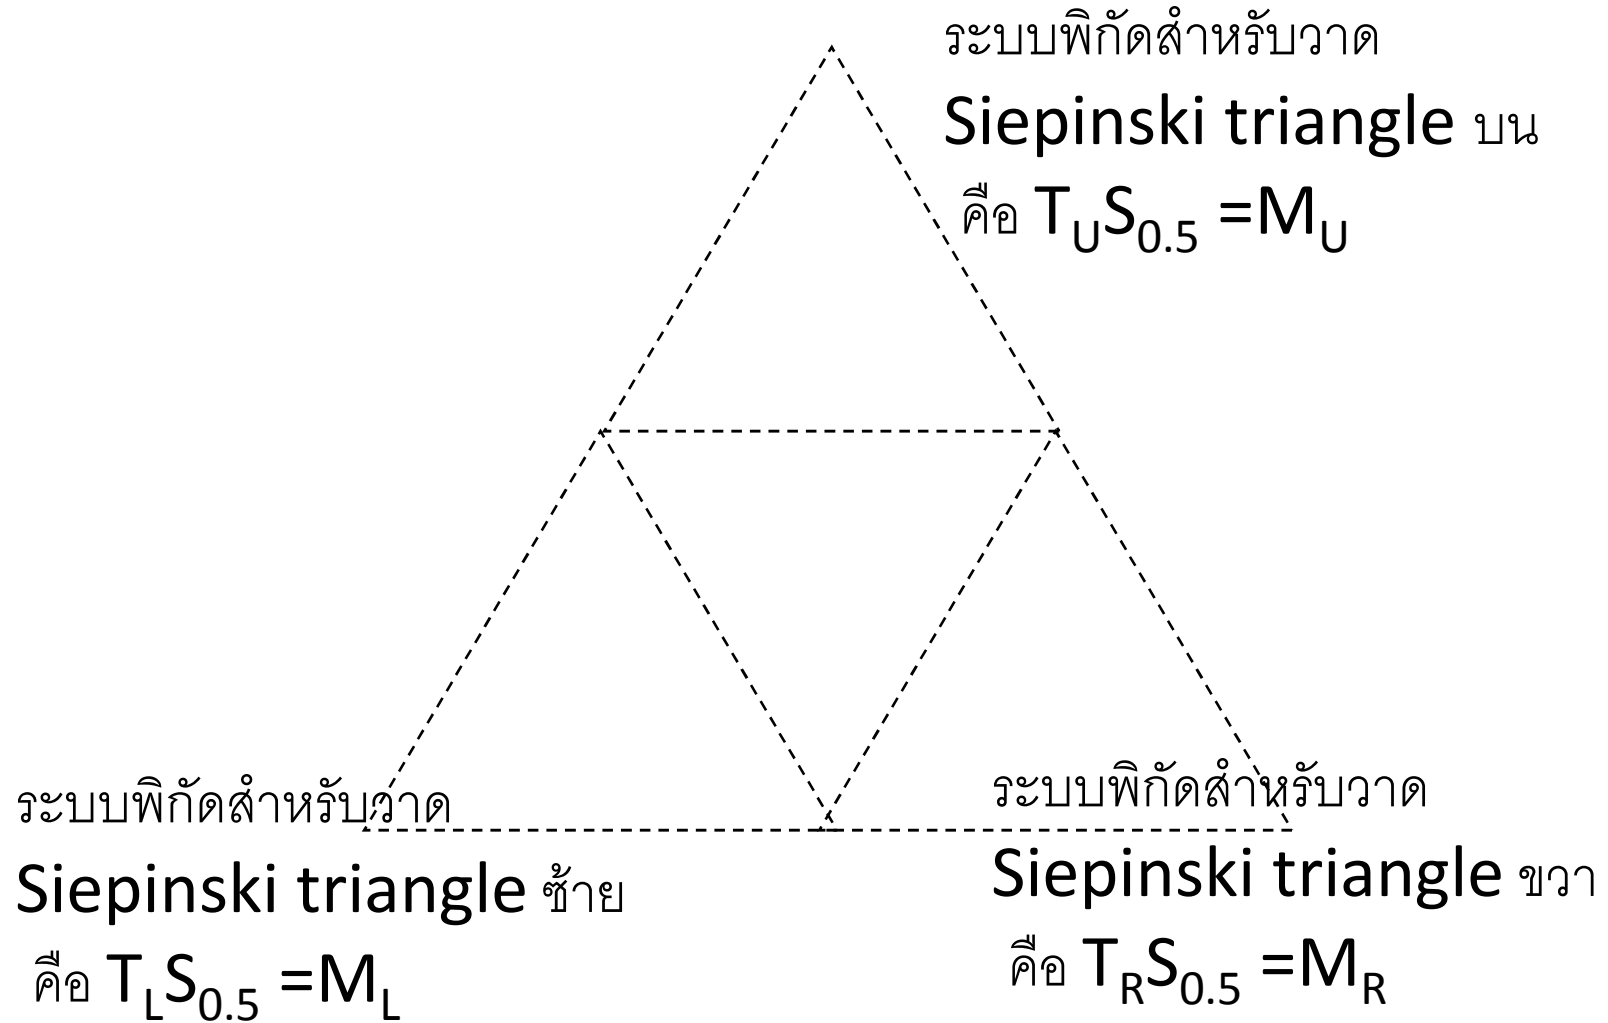 ระบบพิกัดสำหรับวาด
Siepinski triangle บน
คือ TUS0.5 =MU
ระบบพิกัดสำหรับวาด
Siepinski triangle ซ้าย
คือ TLS0.5 =ML
ระบบพิกัดสำหรับวาด
Siepinski triangle ขวา
คือ TRS0.5 =MR